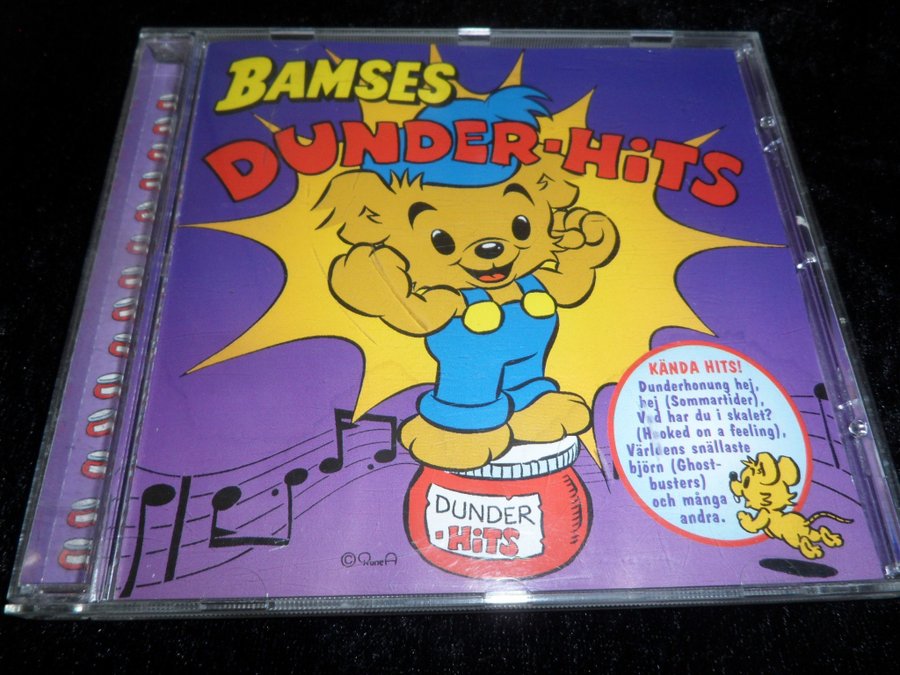 BAMSES
DUNDER-HiTS
KÄNDA HITS!
Dunderhonung hej,
hej (Sommartider),
Vad har du i skalet?
(Hooked on a feeling),
Världens snällaste
björn (Ghost-
busters)
och många
andra.
DUNDER
-HiTS
© Rune A